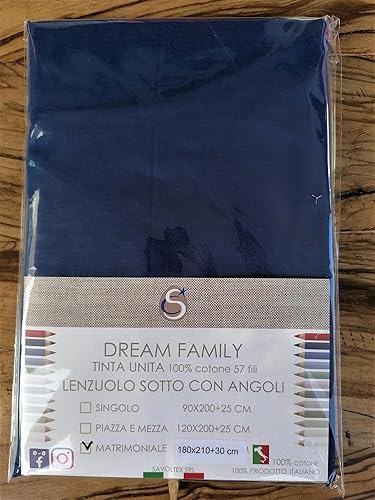 S
DREAM FAMILY
TINTA UNITA 100% cotone 57 fili
LENZUOLO SOTTO CON ANGOLI
SINGOLO 90X200+25 CM
PIAZZA E MEZZA 120X200+25 CM
MATRIMONIALE 180x210+30 cm M
100% cotone
100% PRODOTTO ITALIANO
SAVOLTEX SRL